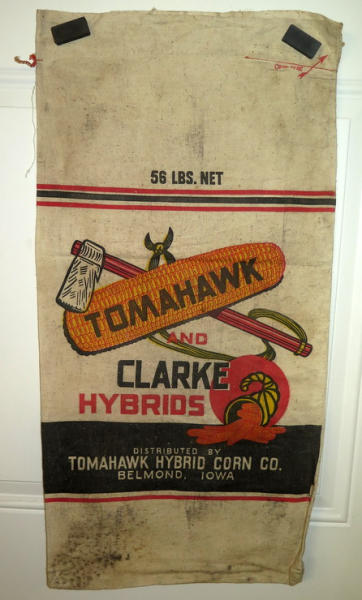 56 LBS. NET
TOMAHAWK
AND
CLARKE
HYBRIDS
DISTRIBUTED BY
TOMAHAWK HYBRID CORN CO.
BELMOND, IOWA